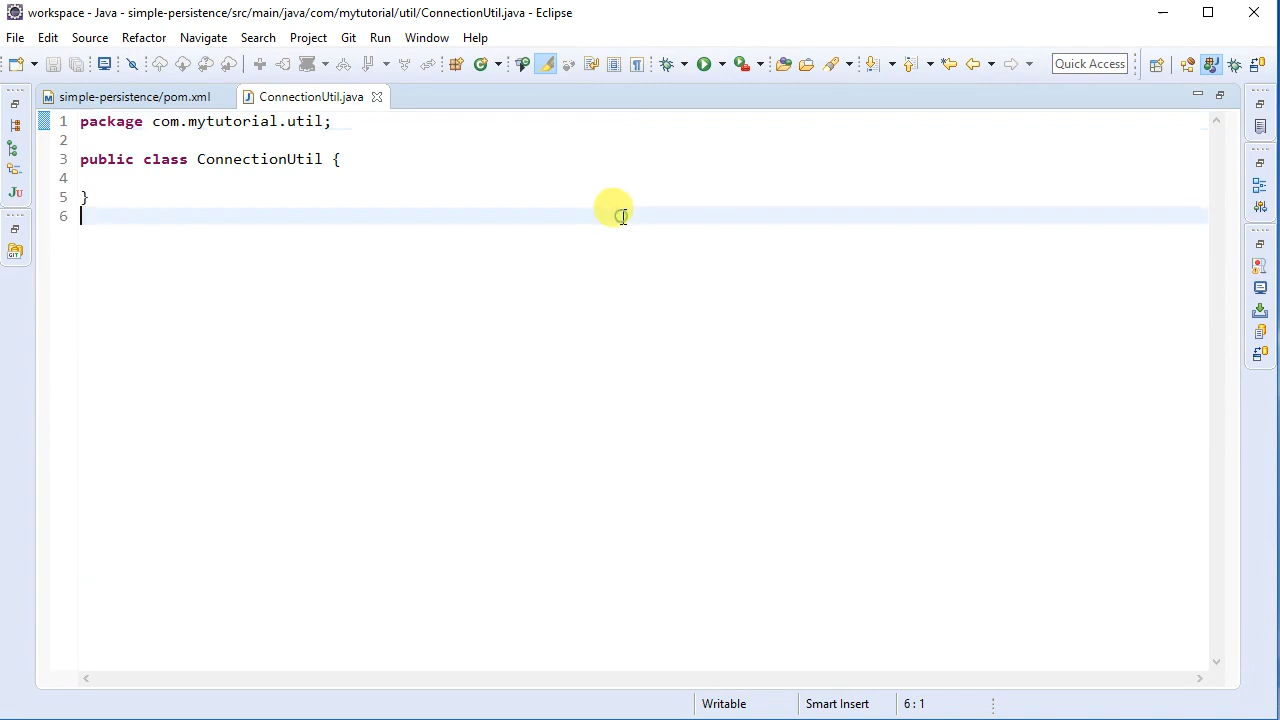 workspace - Java - simple-persistence/src/main/java/com/mytutorial/util/ConnectionUtil.java - Eclipse
File Edit Source Refactor Navigate Search Project Git Run Window Help
Quick Access
simple-persistence/pom.xml ConnectionUtil.java
1 package com.mytutorial.util;
2
3 public class ConnectionUtil {
4
5 }
6
Writable Smart Insert 6 : 1